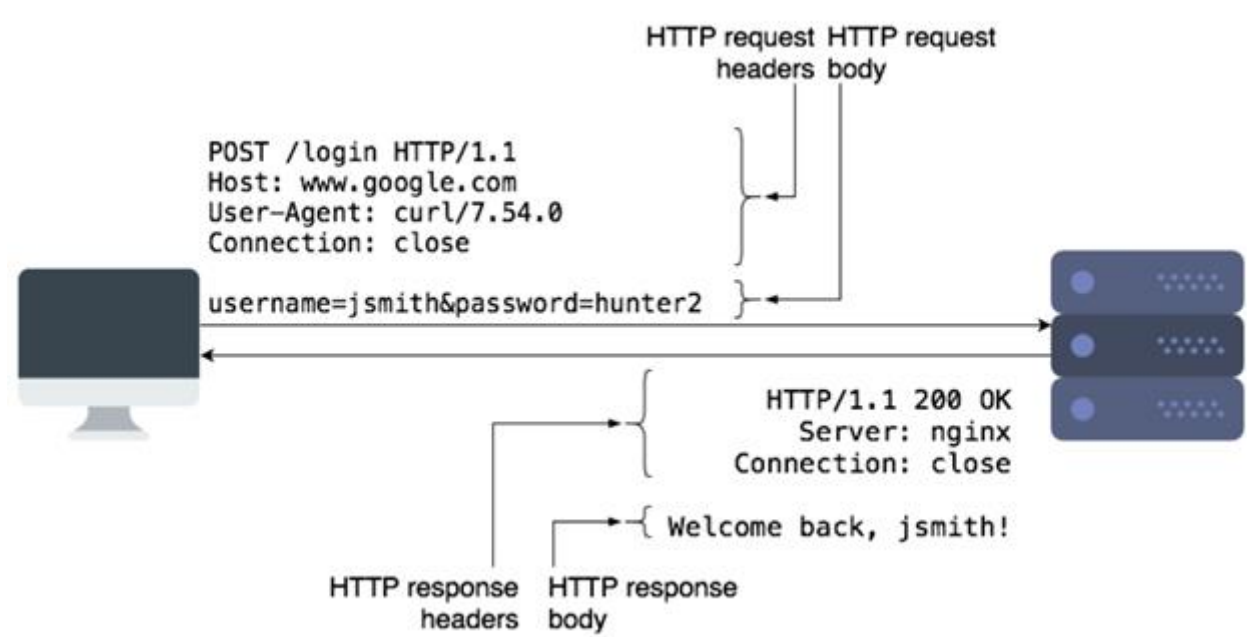 HTTP request headers
HTTP request body
POST /login HTTP/1.1
Host: www.google.com
User-Agent: curl/7.54.0
Connection: close
username=jsmith&password=hunter2
HTTP/1.1 200 OK
Server: nginx
Connection: close
Welcome back, jsmith!
HTTP response headers
HTTP response body